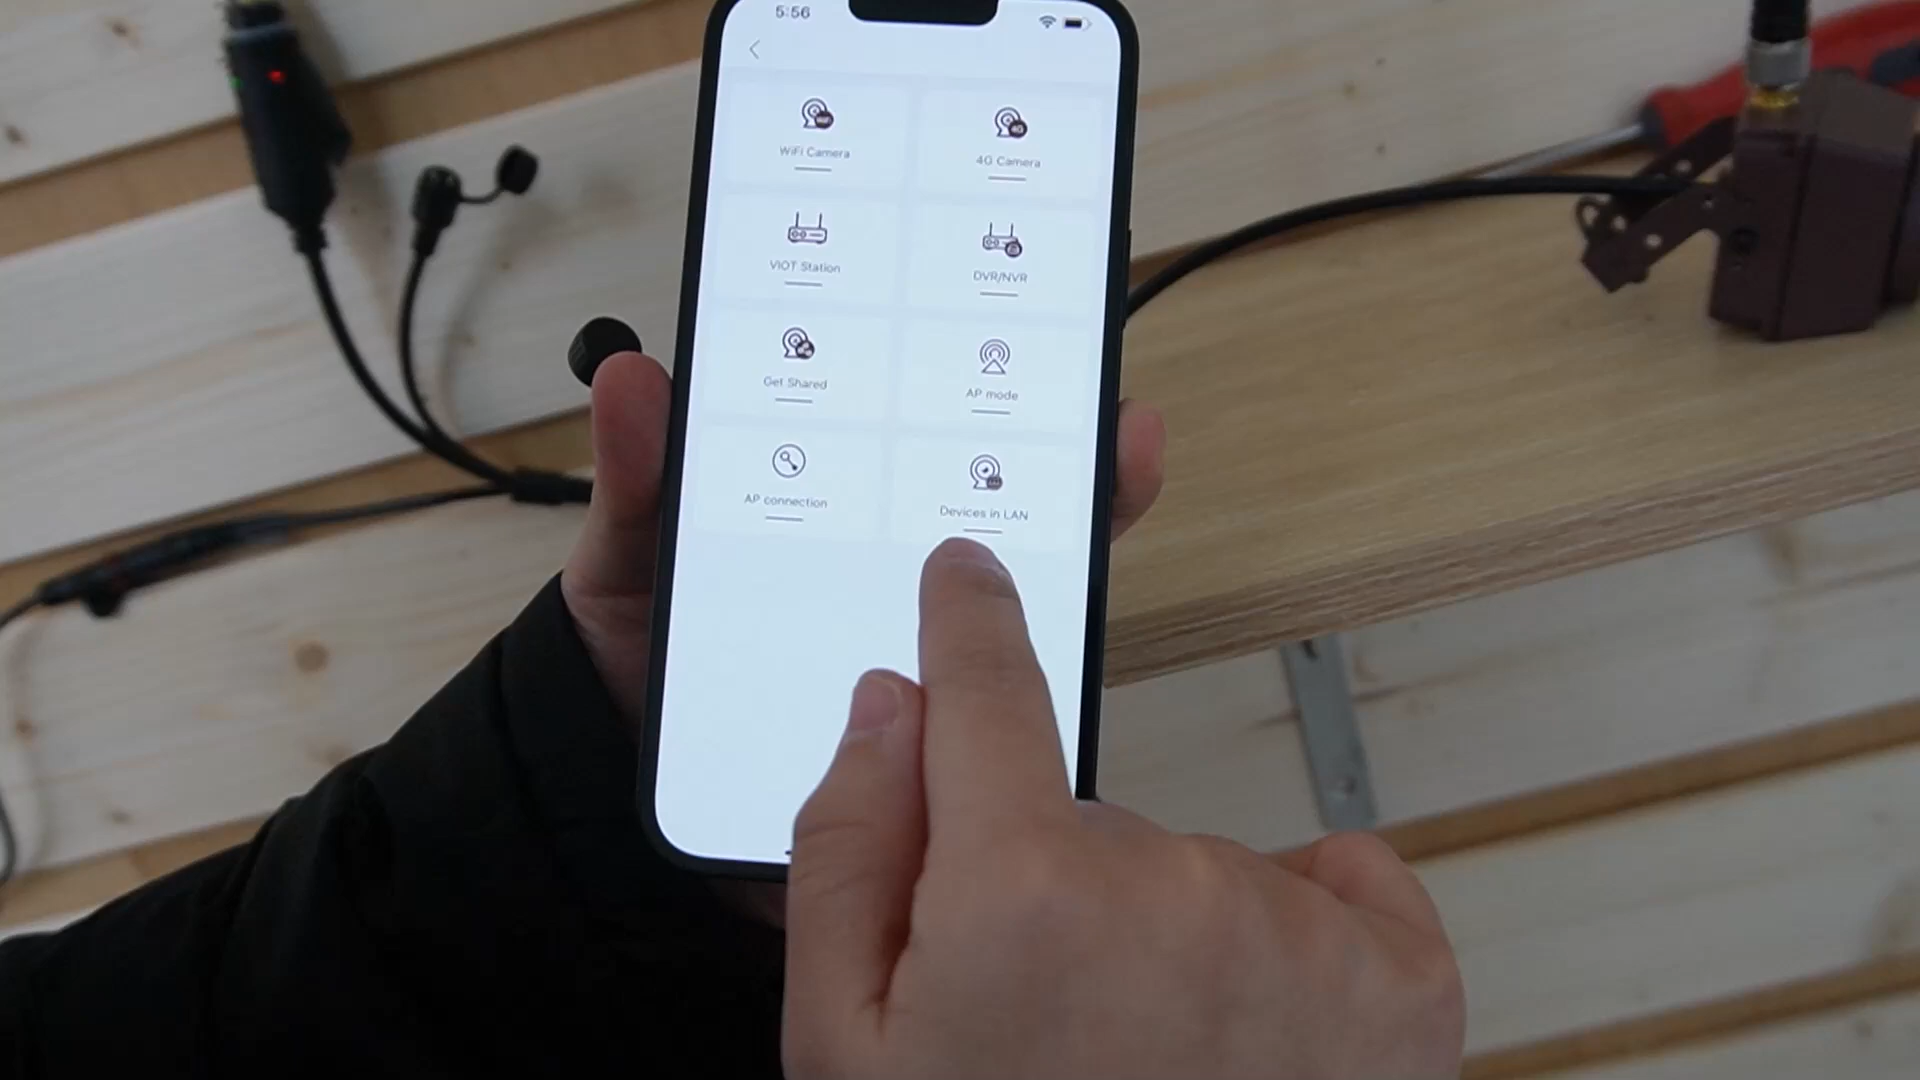 5:56
WiFi Camera
4G
4G Camera
VIOT Station
DVR/NVR
Get Shared
AP mode
AP connection
Devices in LAN